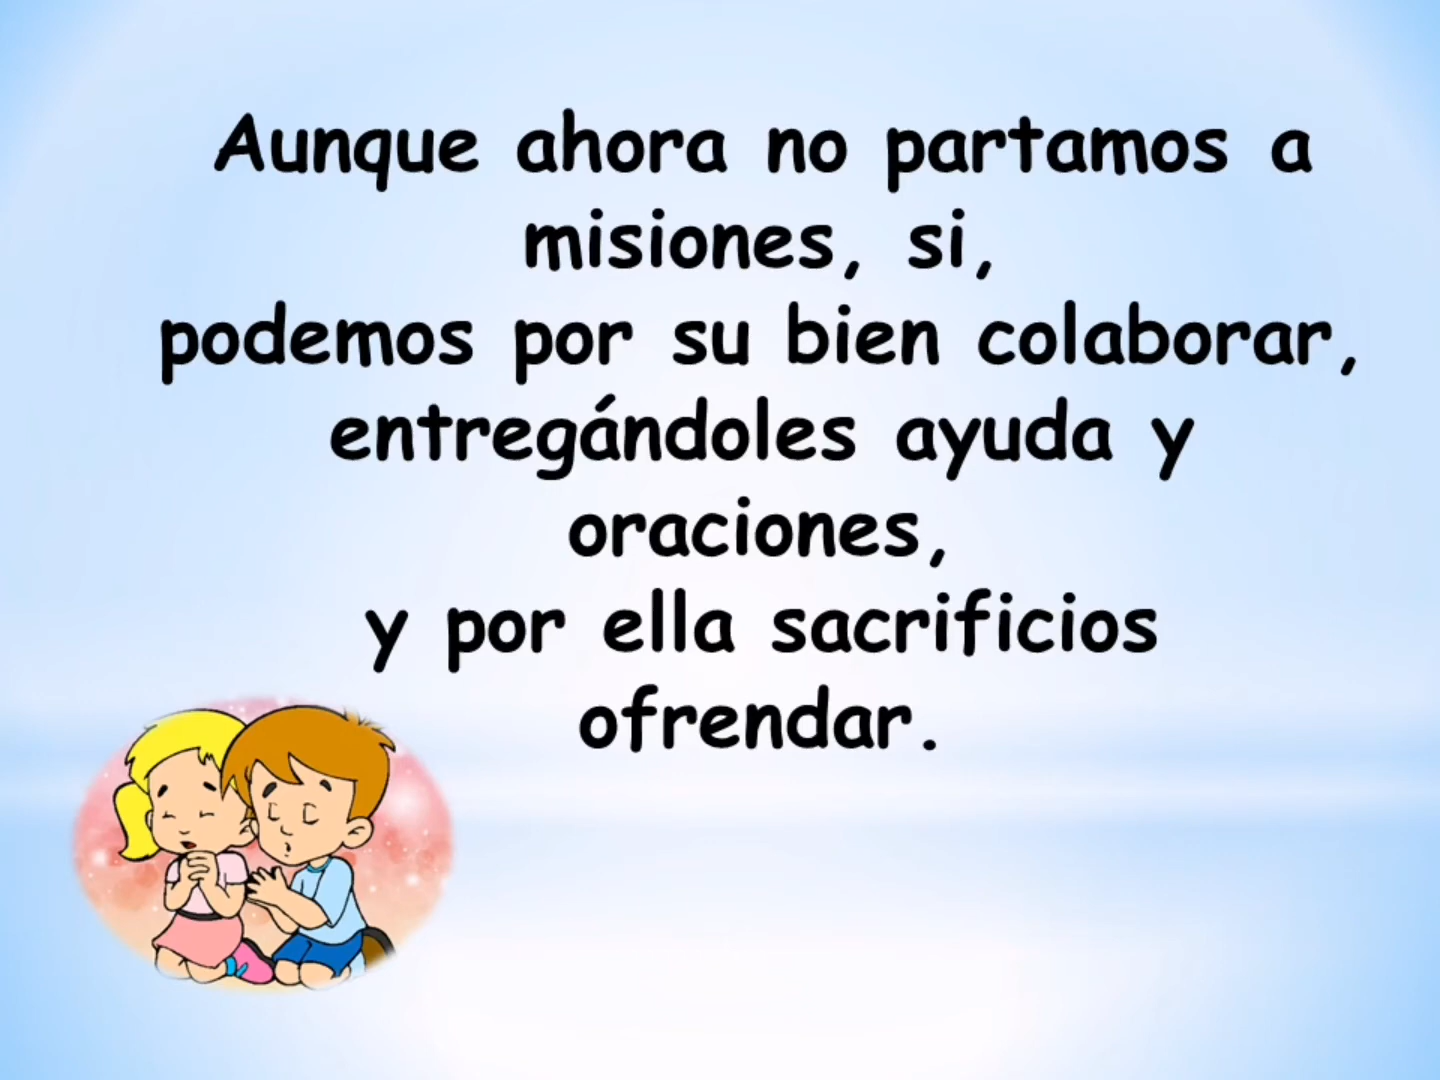 Aunque ahora no partamos a
misiones, si,
podemos por su bien colaborar,
entregándoles ayuda y
oraciones,
y por ella sacrificios
ofrendar.